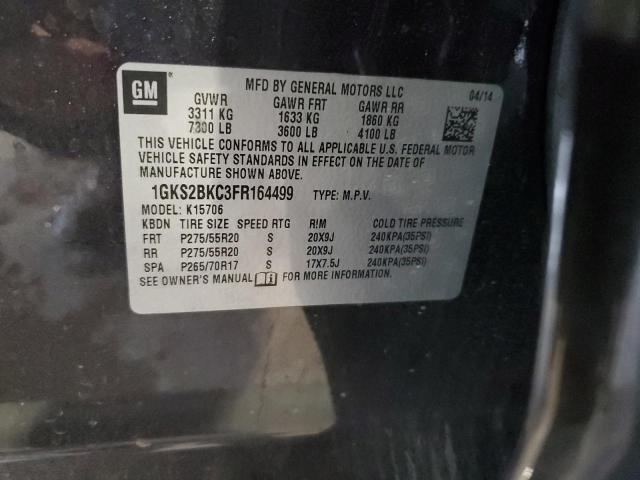 GM
MFD BY GENERAL MOTORS LLC
04/14
GVWR GAWR FRT GAWR RR
3311 KG 1633 KG 1860 KG
7300 LB 3600 LB 4100 LB
THIS VEHICLE CONFORMS TO ALL APPLICABLE U.S. FEDERAL MOTOR
VEHICLE SAFETY STANDARDS IN EFFECT ON THE DATE OF
MANUFACTURE SHOWN ABOVE.
1GKS2BKC3FR164499 TYPE: M.P.V.
MODEL: K15706
KBDN TIRE SIZE SPEED RTG RIM COLD TIRE PRESSURE
FRT P275/55R20 S 20X9J 240KPA(35PSI)
RR P275/55R20 S 20X9J 240KPA(35PSI)
SPA P265/70R17 S 17X7.5J 240KPA(35PSI)
SEE OWNER'S MANUAL FOR MORE INFORMATION.